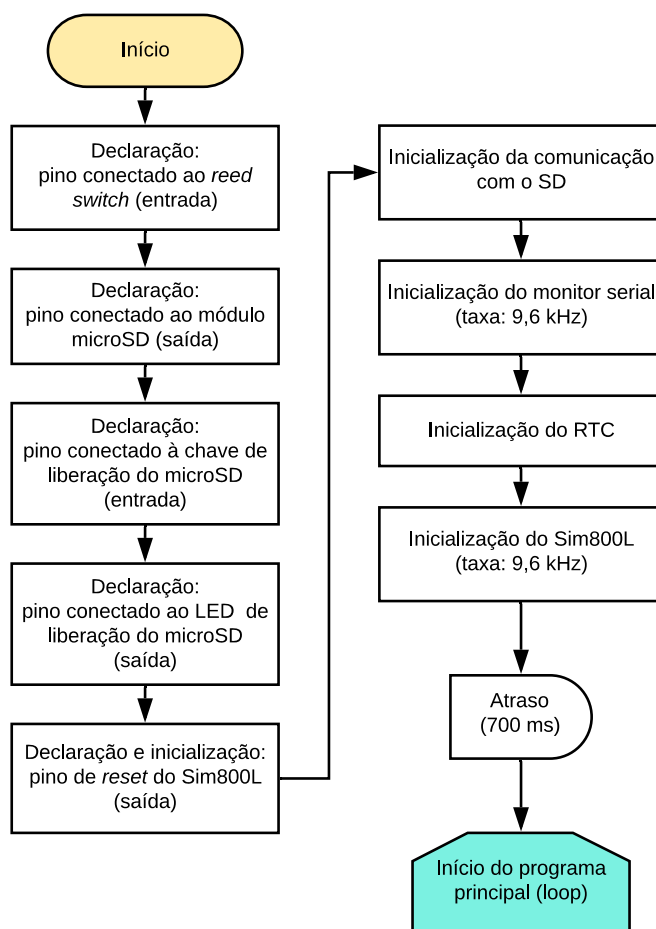 Início
Declaração:
pino conectado ao reed
switch (entrada)
Declaração:
pino conectado ao módulo
microSD (saída)
Declaração:
pino conectado à chave de
liberação do microSD
(entrada)
Declaração:
pino conectado ao LED de
liberação do microSD
(saída)
Declaração e inicialização:
pino de reset do Sim800L
(saída)
Inicialização da comunicação
com o SD
Inicialização do monitor serial
(taxa: 9,6 kHz)
Inicialização do RTC
Inicialização do Sim800L
(taxa: 9,6 kHz)
Atraso
(700 ms)
Início do programa
principal (loop)